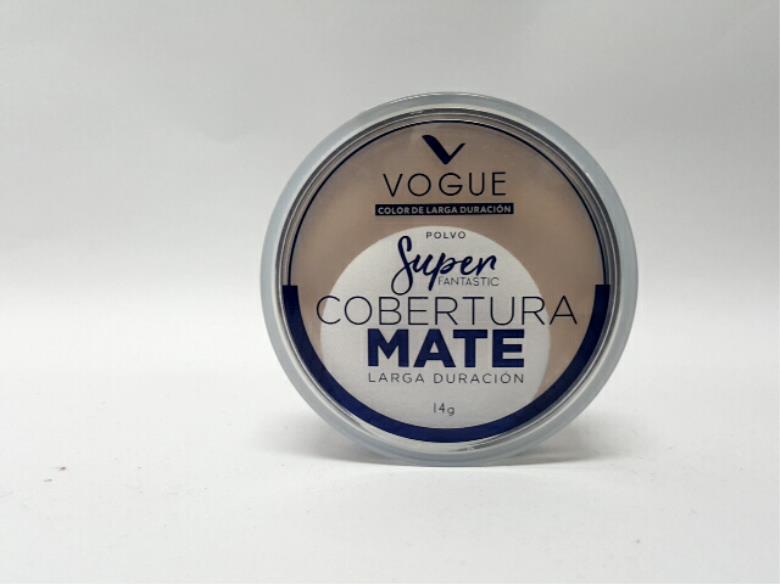 VOGUE
COLOR DE LARGA DURACIÓN
POLVO
Super
FANTASTIC
COBERTURA
MATE
LARGA DURACIÓN
14g